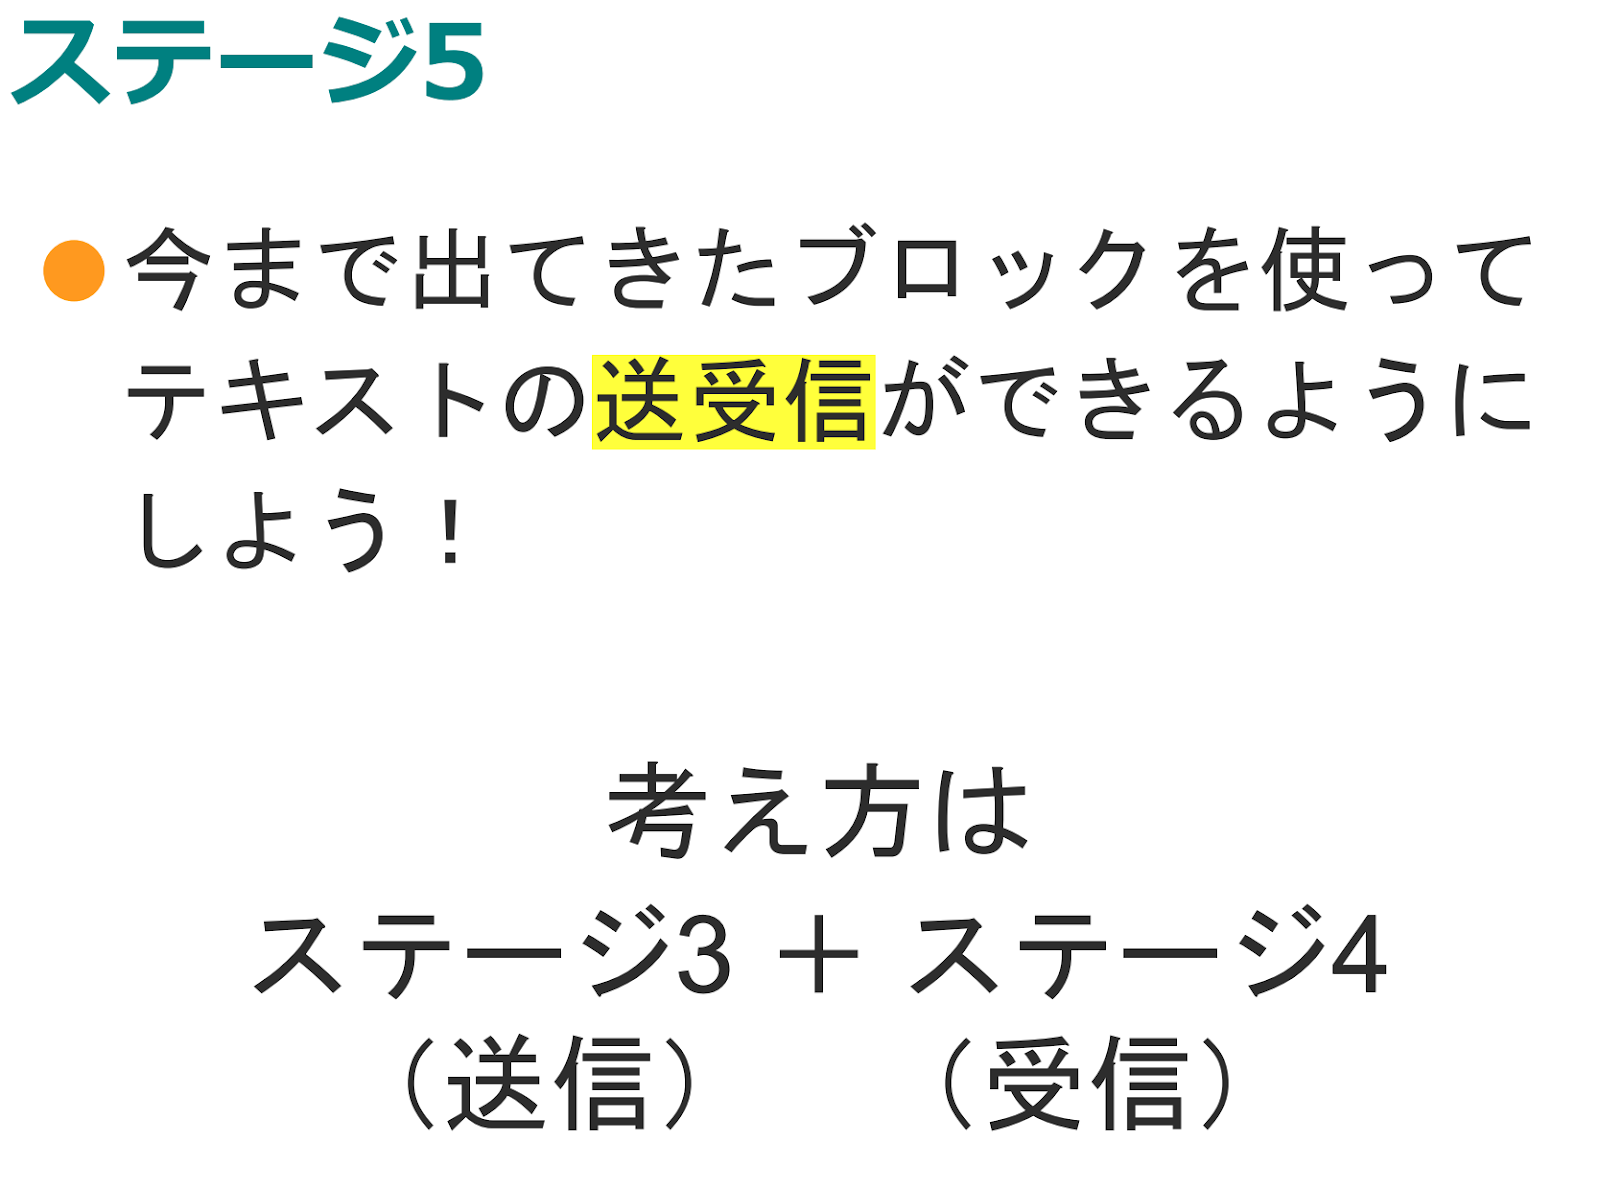 ステージ5
今まで出てきたブロックを使って
テキストの送受信ができるように
しよう！
考え方は
ステージ3 ＋ ステージ4
（送信）　　（受信）